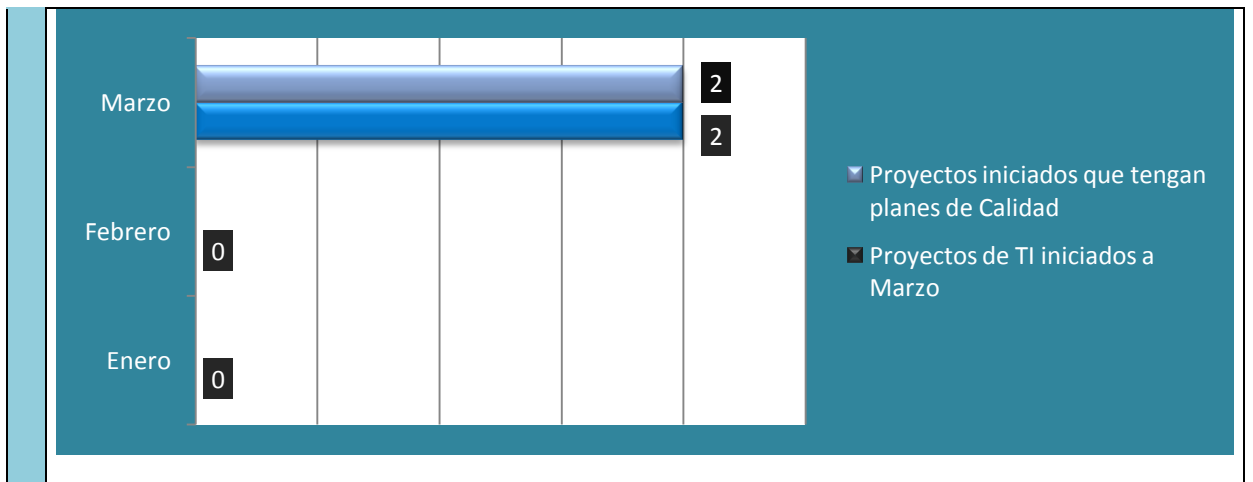 Marzo
2
2
Febrero
0
Enero
0
Proyectos iniciados que tengan
planes de Calidad
Proyectos de TI iniciados a
Marzo